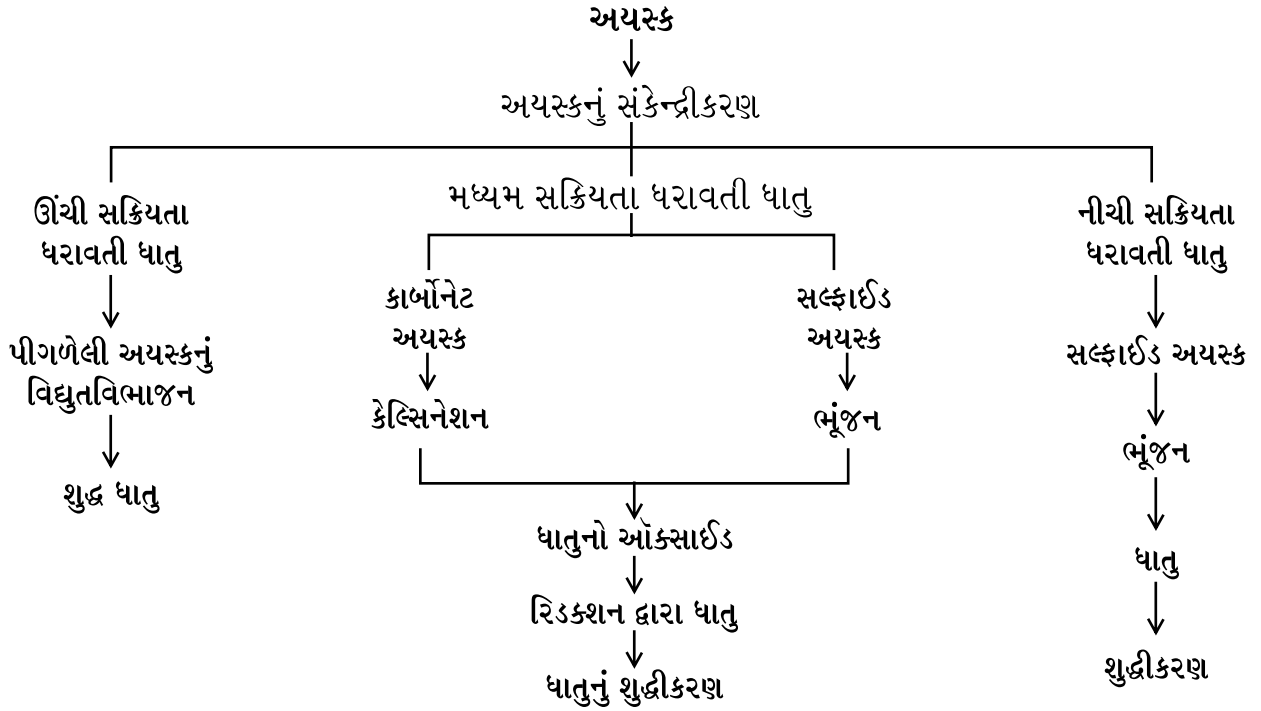 અયસ્ક
અયસ્કનું સંકેન્દ્રીકરણ
ઊંચી સક્રિયતા
ધરાવતી ધાતુ
પીગળેલી અયસ્કનું
વિદ્યુતવિભાજન
શુદ્ધ ધાતુ
મધ્યમ સક્રિયતા ધરાવતી ધાતુ
કાર્બોનેટ
અયસ્ક
કેલ્સિનેશન
સલ્ફાઈડ
અયસ્ક
ભૂંજન
ધાતુનો ઑક્સાઈડ
રિડક્શન દ્વારા ધાતુ
ધાતુનું શુદ્ધીકરણ
નીચી સક્રિયતા
ધરાવતી ધાતુ
સલ્ફાઈડ અયસ્ક
ભૂંજન
ધાતુ
શુદ્ધીકરણ